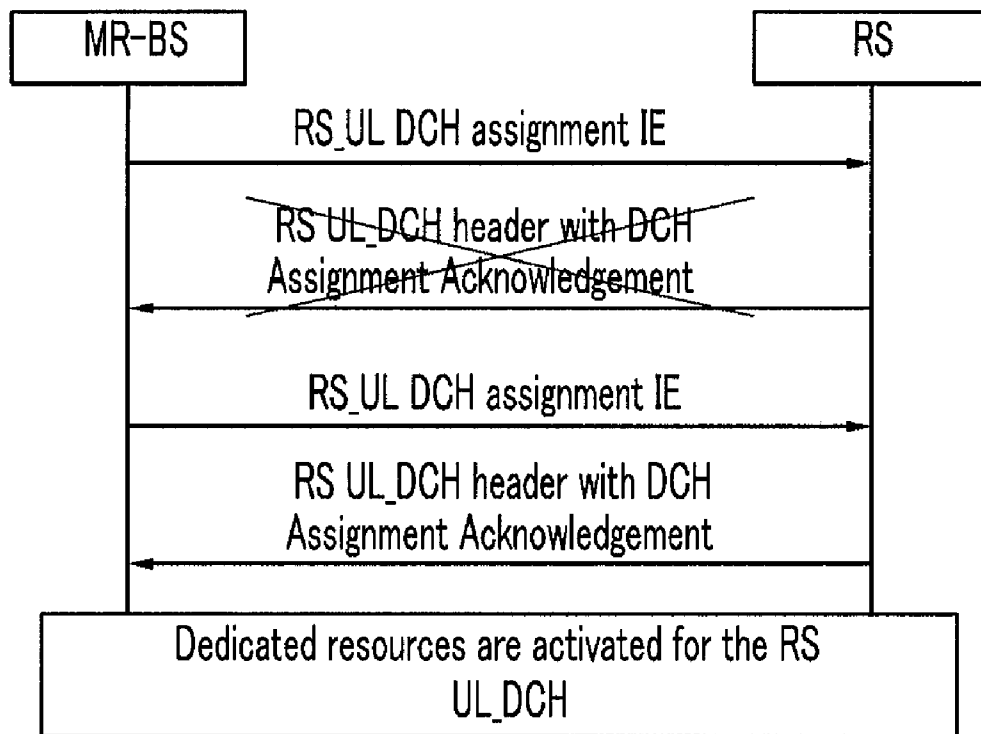 MR-BS
RS
RS_UL DCH assignment IE
RS UL_DCH header with DCH
Assignment Acknowledgement
RS_UL DCH assignment IE
RS UL_DCH header with DCH
Assignment Acknowledgement
Dedicated resources are activated for the RS
UL_DCH